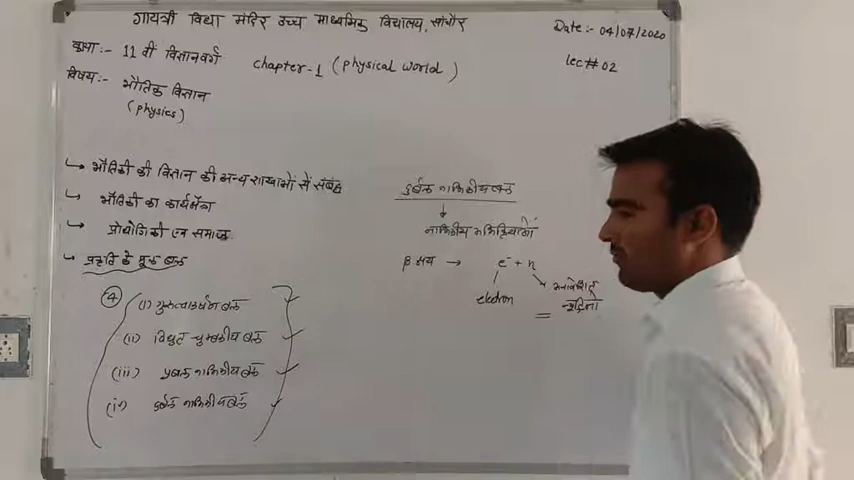 गायत्री विद्या मंदिर उच्च माध्यमिक विद्यालय, सांचौर
Date:- 04/07/2020
कक्षा:- 11 वीं विज्ञान वर्ग
chapter-1 (physical world)
lec# 02
विषय:- भौतिक विज्ञान
(physics)
भौतिकी की विज्ञान की अन्य शाखाओं से संबंध
भौतिकी का कार्यक्षेत्र
प्रोद्योगिकी एवं समाज
प्रकृति के मूल बल
4
(i) गुरूत्वाकर्षण बल
(ii) विद्युत चुम्बकीय बल
(iii) प्रबल नाभिकीय बल
(iv) दुर्बल नाभिकीय बल
दुर्बल नाभिकीय बल
↓
नाभिकीय अभिक्रियाओं
β क्षय → e⁻ + n
electron